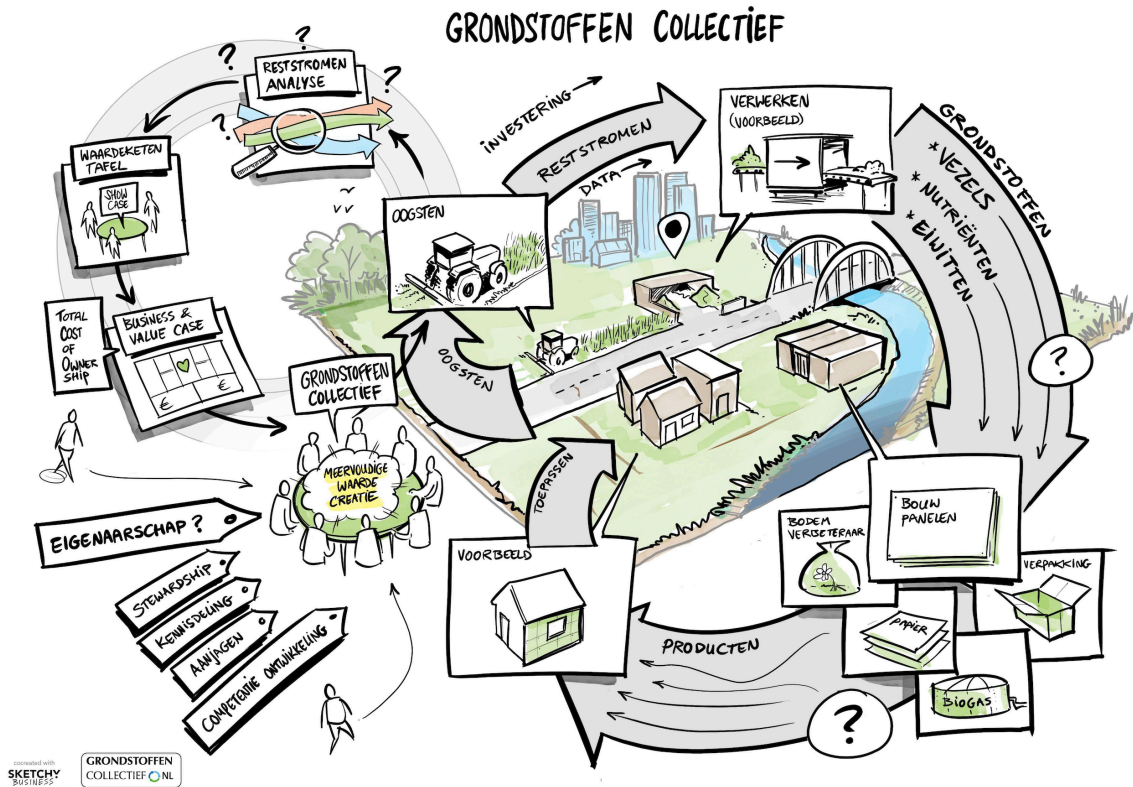 GRONDSTOFFEN COLLECTIEF
RESTSTROMEN
ANALYSE
?
?
?
?
WAARDEKETEN
TAFEL
SHOW
CASE
TOTAL
COST
OF
OWNER
SHIP
BUSINESS &
VALUE CASE
€
€
GRONDSTOFFEN
COLLECTIEF
MEERVOUDIGE
WAARDE
CREATIE
EIGENAARSCHAP?
STEWARDSHIP
KENNISDELING
AANJAGEN
COMPETENTIE ONTWIKKELING
OOGSTEN
OOGSTEN
INVESTERING
RESTSTROMEN
DATA
VERWERKEN
(VOORBEELD)
GRONDSTOFFEN
* VEZELS
* NUTRIËNTEN
* EIWITTEN
?
BOUW
PANELEN
BODEM
VERBETERAAR
VERPAKKING
PAPIER
BIOGAS
?
PRODUCTEN
VOORBEELD
TOEPASSEN
cocreated with
SKETCHY
BUSINESS
GRONDSTOFFEN
COLLECTIEF NL